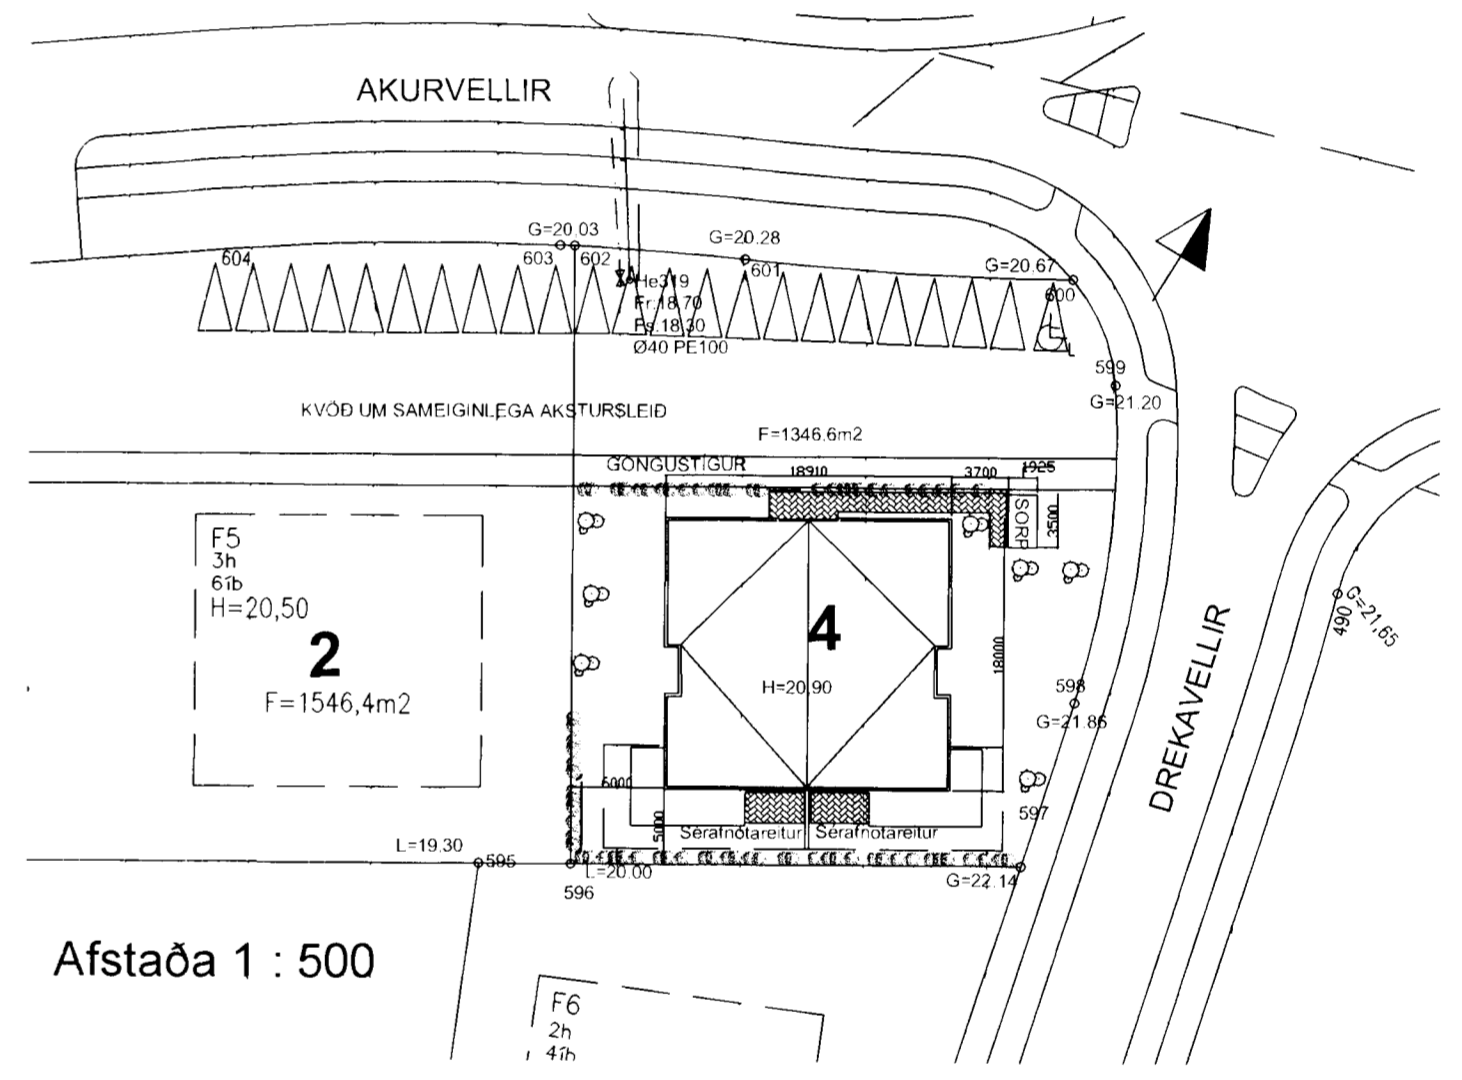 AKURVELLIR
G=20.03
G=20.28
G=20.67
604
603
602
601
600
He319
Fr:18.70
Fs.18.30
Ø40 PE100
599
G=21.20
KVÖÐ UM SAMEIGINLEGA AKSTURSLEIÐ
F=1346.6m2
GÖNGUSTÍGUR
18910
3700
1925
SORP
3500
F5
3h
6íb
H=20,50
2
F=1546,4m2
4
H=20.90
18000
490
G=21,65
598
G=21.86
DREKAVELLIR
6000
5000
Sérafnotareitur
Sérafnotareitur
597
L=19.30
595
L=20.00
G=22.14
596
Afstaða 1 : 500
F6
2h
4íb